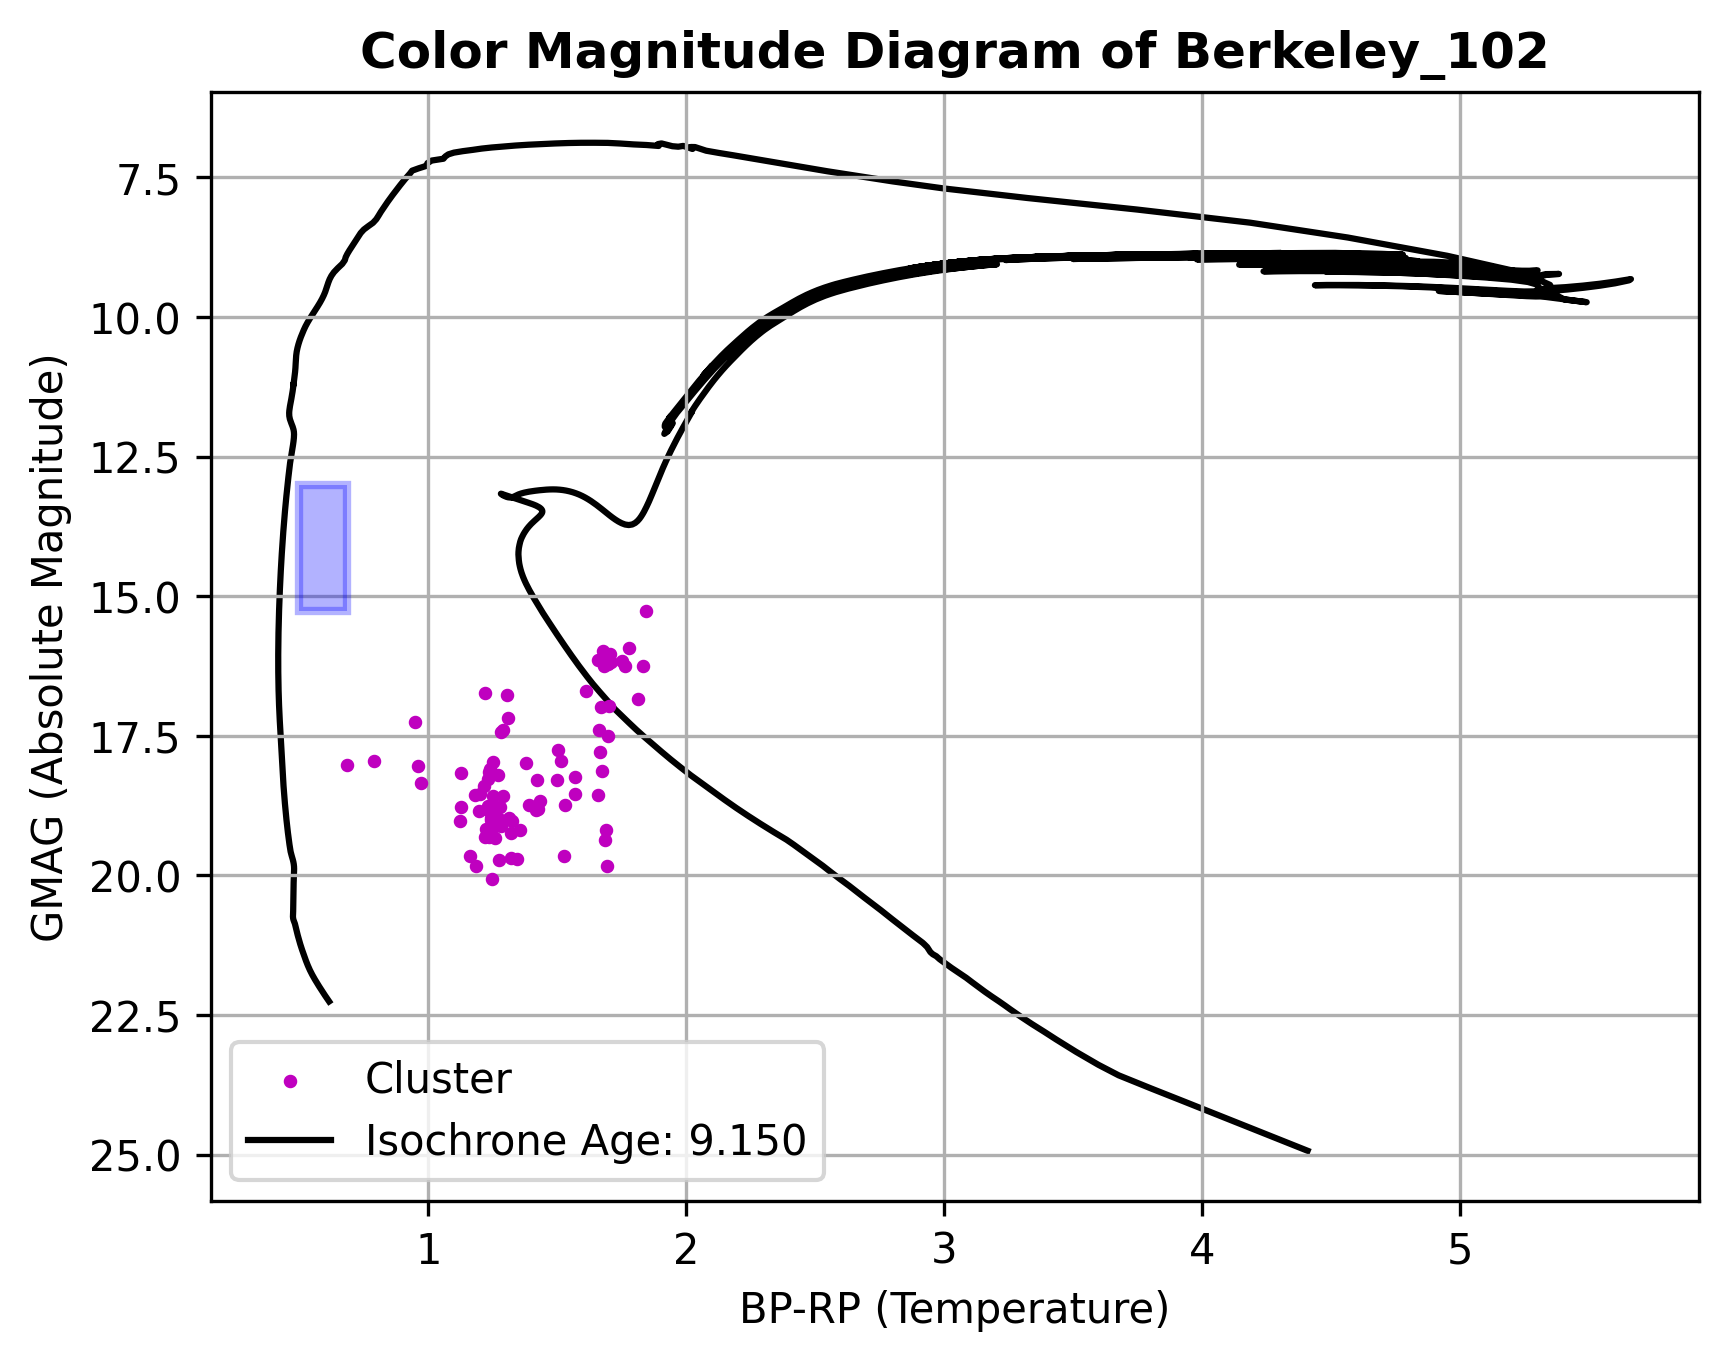 Color Magnitude Diagram of Berkeley_102
GMAG (Absolute Magnitude)
7.5
10.0
12.5
15.0
17.5
20.0
22.5
25.0
Cluster
Isochrone Age: 9.150
1 2 3 4 5
BP-RP (Temperature)